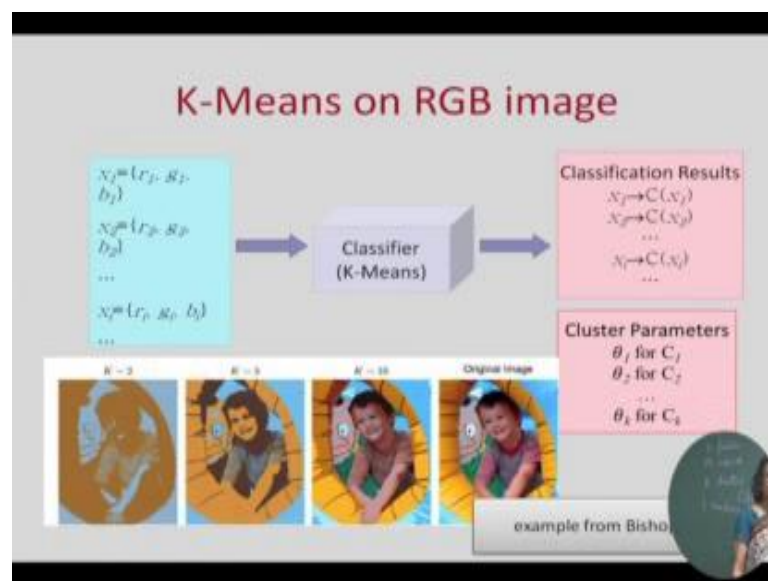 K-Means on RGB image
x₁={r₁, g₁,
b₁}
x₂={r₂, g₂,
b₂}
...
xᵢ={rᵢ, gᵢ, bᵢ}
...
Classifier
(K-Means)
Classification Results
x₁→C(x₁)
x₂→C(x₂)
...
xᵢ→C(xᵢ)
...
Cluster Parameters
θ₁ for C₁
θ₂ for C₂
...
θₖ for Cₖ
K = 2
K = 3
K = 10
Original image
example from Bisho